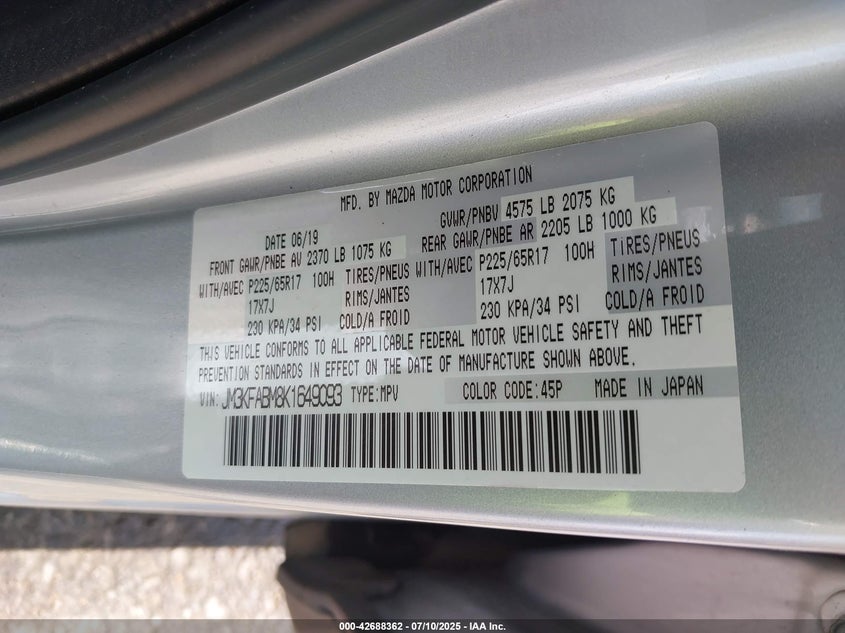 MFD. BY MAZDA MOTOR CORPORATION
DATE 06/19 GVWR/PNBV 4575 LB 2075 KG
FRONT GAWR/PNBE AV 2370 LB 1075 KG REAR GAWR/PNBE AR 2205 LB 1000 KG
WITH/AVEC P225/65R17 100H TIRES/PNEUS WITH/AVEC P225/65R17 100H TIRES/PNEUS
17X7J RIMS/JANTES 17X7J RIMS/JANTES
230 KPA/34 PSI COLD/A FROID 230 KPA/34 PSI COLD/A FROID
THIS VEHICLE CONFORMS TO ALL APPLICABLE FEDERAL MOTOR VEHICLE SAFETY AND THEFT
PREVENTION STANDARDS IN EFFECT ON THE DATE OF MANUFACTURE SHOWN ABOVE.
VIN: JM3KFABM8K1649093 TYPE:MPV COLOR CODE:45P MADE IN JAPAN
000-42688362 - 07/10/2025 - IAA Inc.